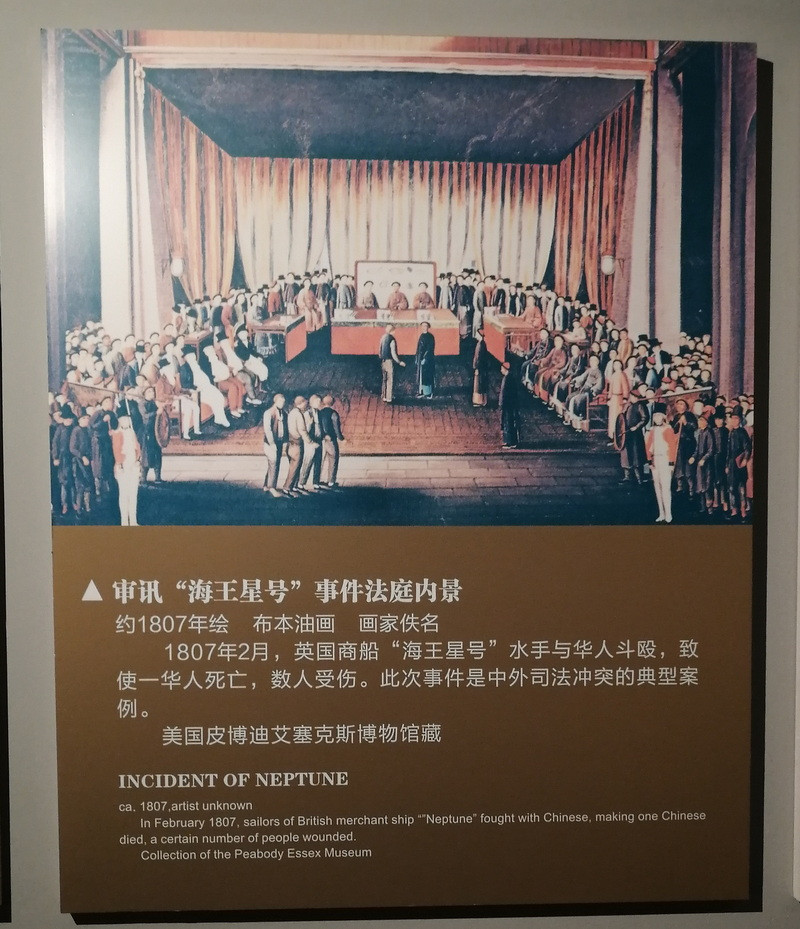 ▲审讯“海王星号”事件法庭内景
约1807年绘 布本油画 画家佚名
1807年2月，英国商船“海王星号”水手与华人斗殴，致
使一华人死亡，数人受伤。此次事件是中外司法冲突的典型案
例。
美国皮博迪艾塞克斯博物馆藏
INCIDENT OF NEPTUNE
ca. 1807,artist unknown
In February 1807, sailors of British merchant ship “"Neptune” fought with Chinese, making one Chinese
died, a certain number of people wounded.
Collection of the Peabody Essex Museum